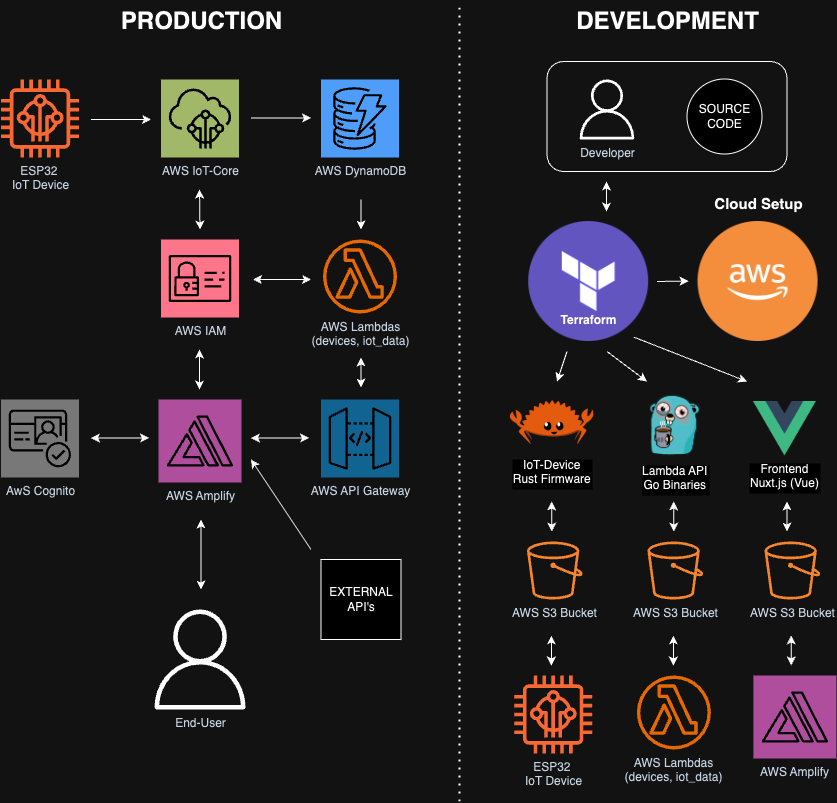 PRODUCTION
ESP32
IoT Device
AWS IoT-Core
AWS DynamoDB
AWS IAM
AWS Lambdas
(devices, iot_data)
AwS Cognito
AWS Amplify
</>
AWS API Gateway
EXTERNAL
API's
End-User
DEVELOPMENT
Developer
SOURCE
CODE
Cloud Setup
Terraform
aws
IoT-Device
Rust Firmware
Lambda API
Go Binaries
Frontend
Nuxt.js (Vue)
AWS S3 Bucket
AWS S3 Bucket
AWS S3 Bucket
ESP32
IoT Device
AWS Lambdas
(devices, iot_data)
AWS Amplify